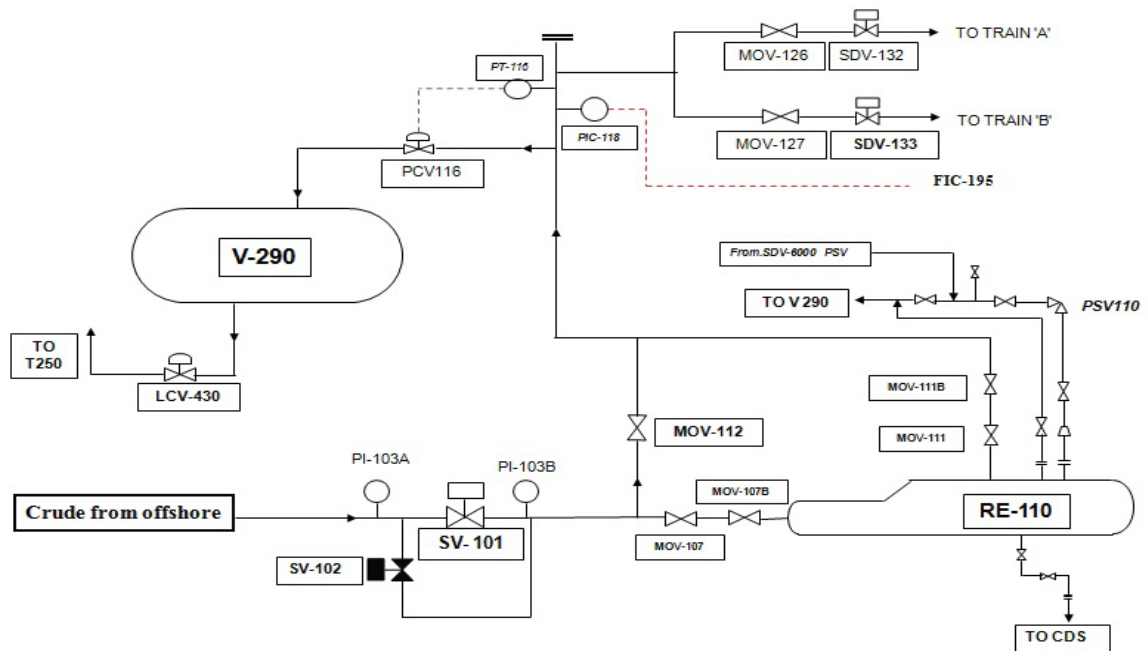 TO TRAIN 'A'
MOV-126
SDV-132
PT-116
PIC-118
TO TRAIN 'B'
MOV-127
SDV-133
PCV116
FIC-195
V-290
From.SDV-6000 PSV
TO V 290
PSV110
TO
T250
LCV-430
MOV-111B
MOV-112
MOV-111
PI-103A
PI-103B
MOV-107B
Crude from offshore
SV-101
MOV-107
RE-110
SV-102
TO CDS